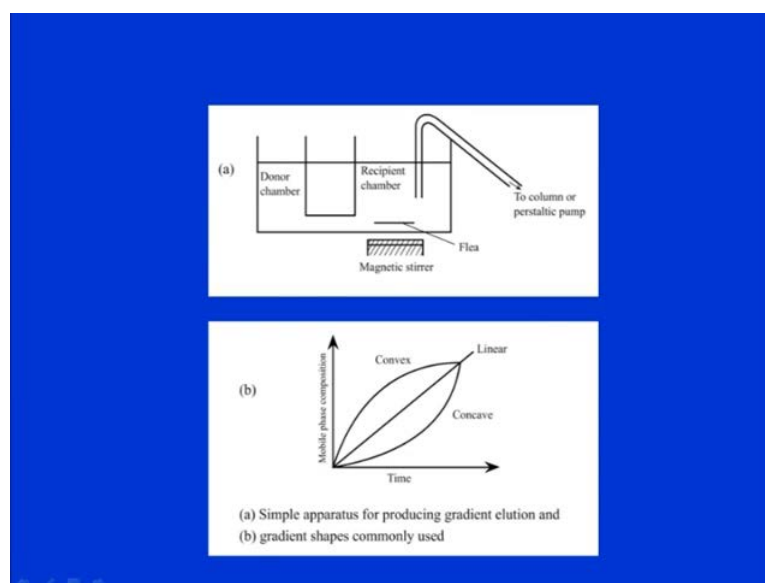 (a)
Donor
chamber
Recipient
chamber
To column or
perstaltic pump
Flea
Magnetic stirrer
(b)
Mobile phase composition
Convex
Linear
Concave
Time
(a) Simple apparatus for producing gradient elution and
(b) gradient shapes commonly used